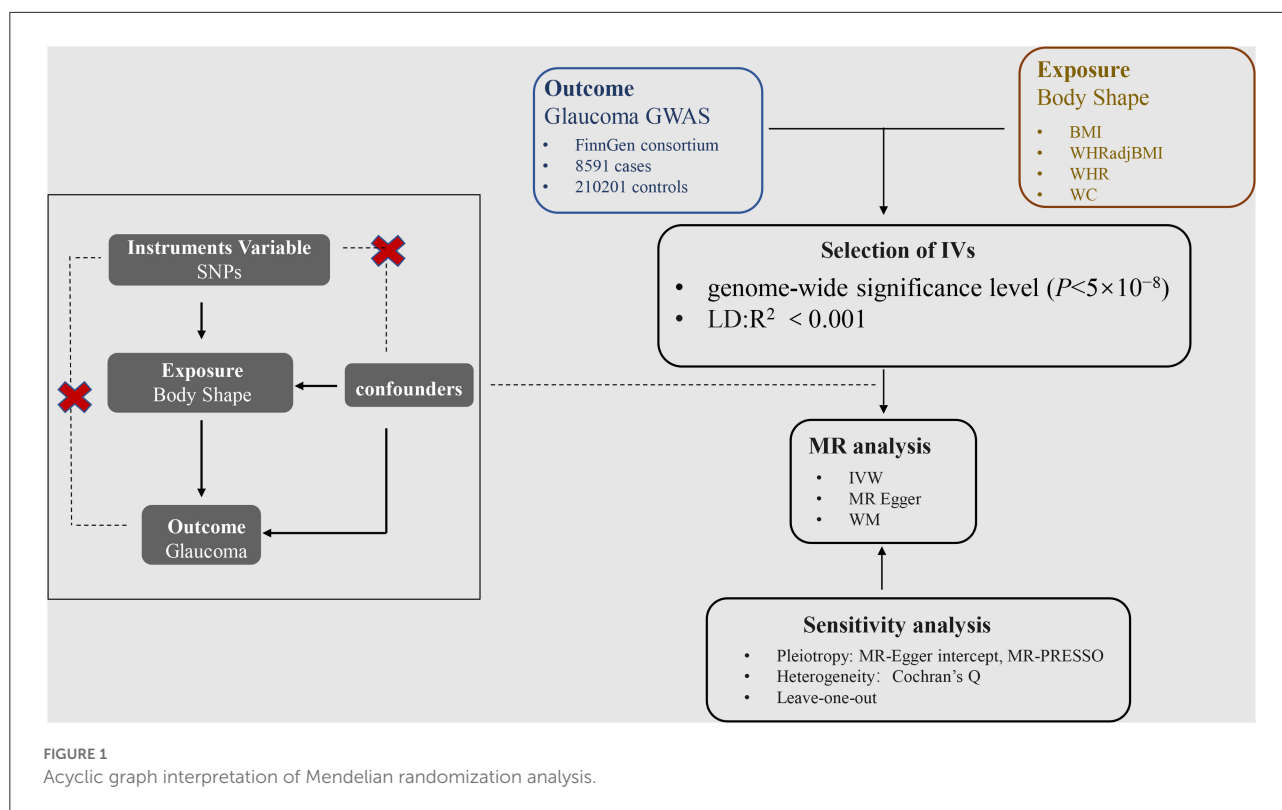 Outcome
Glaucoma GWAS
• FinnGen consortium
• 8591 cases
• 210201 controls
Exposure
Body Shape
• BMI
• WHRadjBMI
• WHR
• WC
Instruments Variable
SNPs
Exposure
Body Shape
confounders
Outcome
Glaucoma
Selection of IVs
• genome-wide significance level (P<5×10⁻⁸)
• LD:R² < 0.001
MR analysis
• IVW
• MR Egger
• WM
Sensitivity analysis
• Pleiotropy: MR-Egger intercept, MR-PRESSO
• Heterogeneity： Cochran's Q
• Leave-one-out
FIGURE 1
Acyclic graph interpretation of Mendelian randomization analysis.